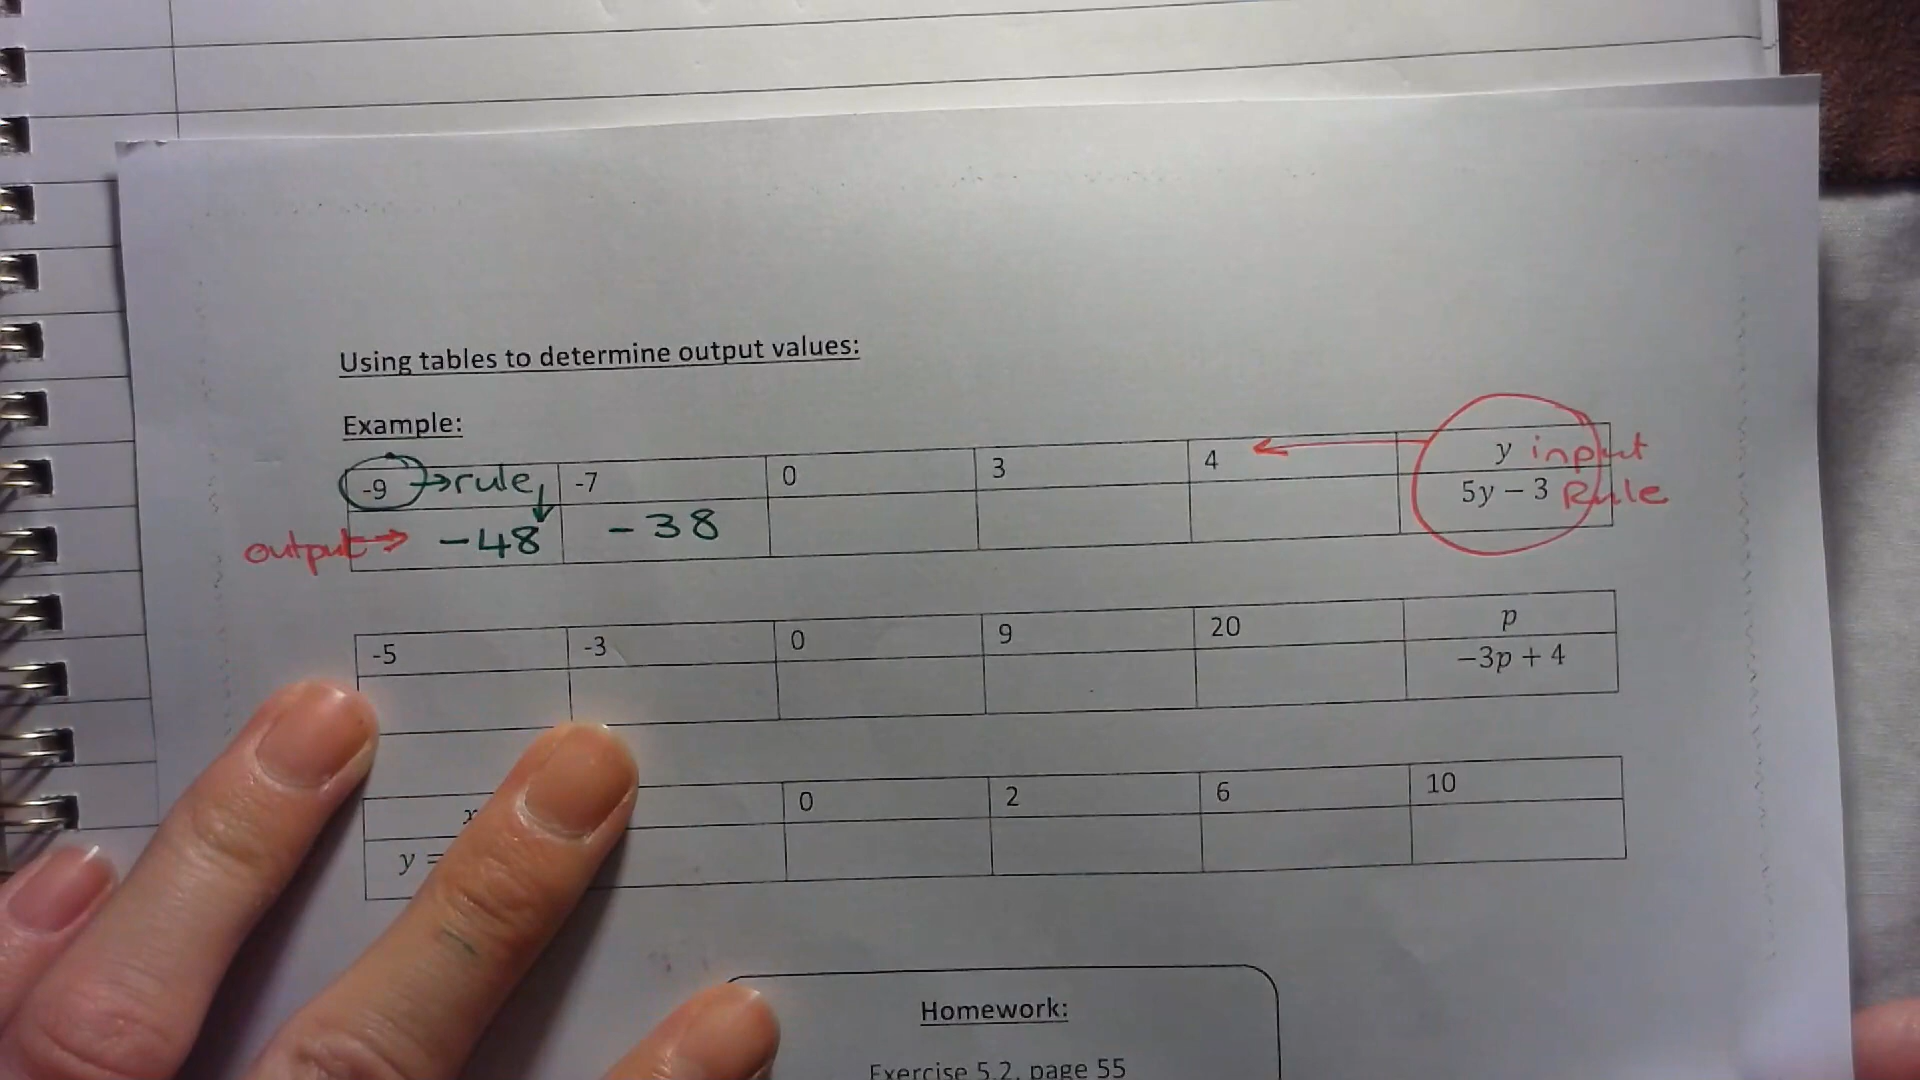 Using tables to determine output values:
Example:
-9 → rule -7 0 3 4 y input
output → -48 -38 5y – 3 Rule
-5 -3 0 9 20 p
−3p + 4
x 0 2 6 10
y =
Homework:
Exercise 5.2, page 55